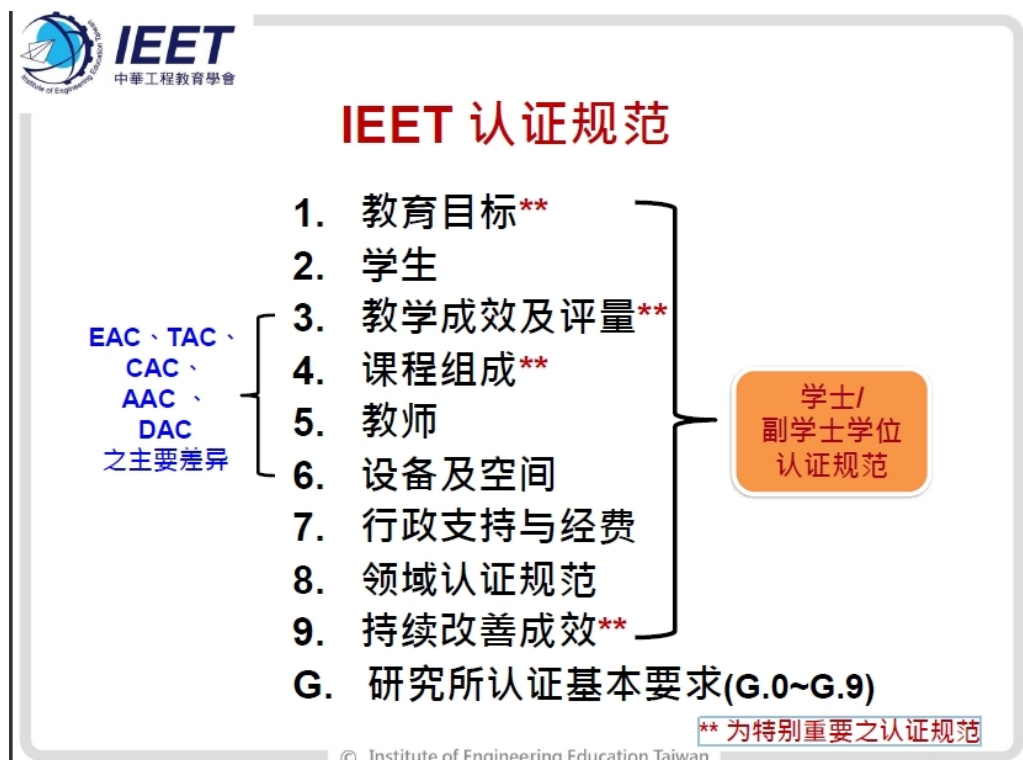 Institute of Engineering Education Taiwan
IEET
中華工程教育學會
IEET 认证规范
1. 教育目标**
2. 学生
3. 教学成效及评量**
4. 课程组成**
5. 教师
6. 设备及空间
7. 行政支持与经费
8. 领域认证规范
9. 持续改善成效**
G. 研究所认证基本要求(G.0~G.9)
EAC、TAC、
CAC、
AAC 、
DAC
之主要差异
学士/
副学士学位
认证规范
** 为特别重要之认证规范
© Institute of Engineering Education Taiwan